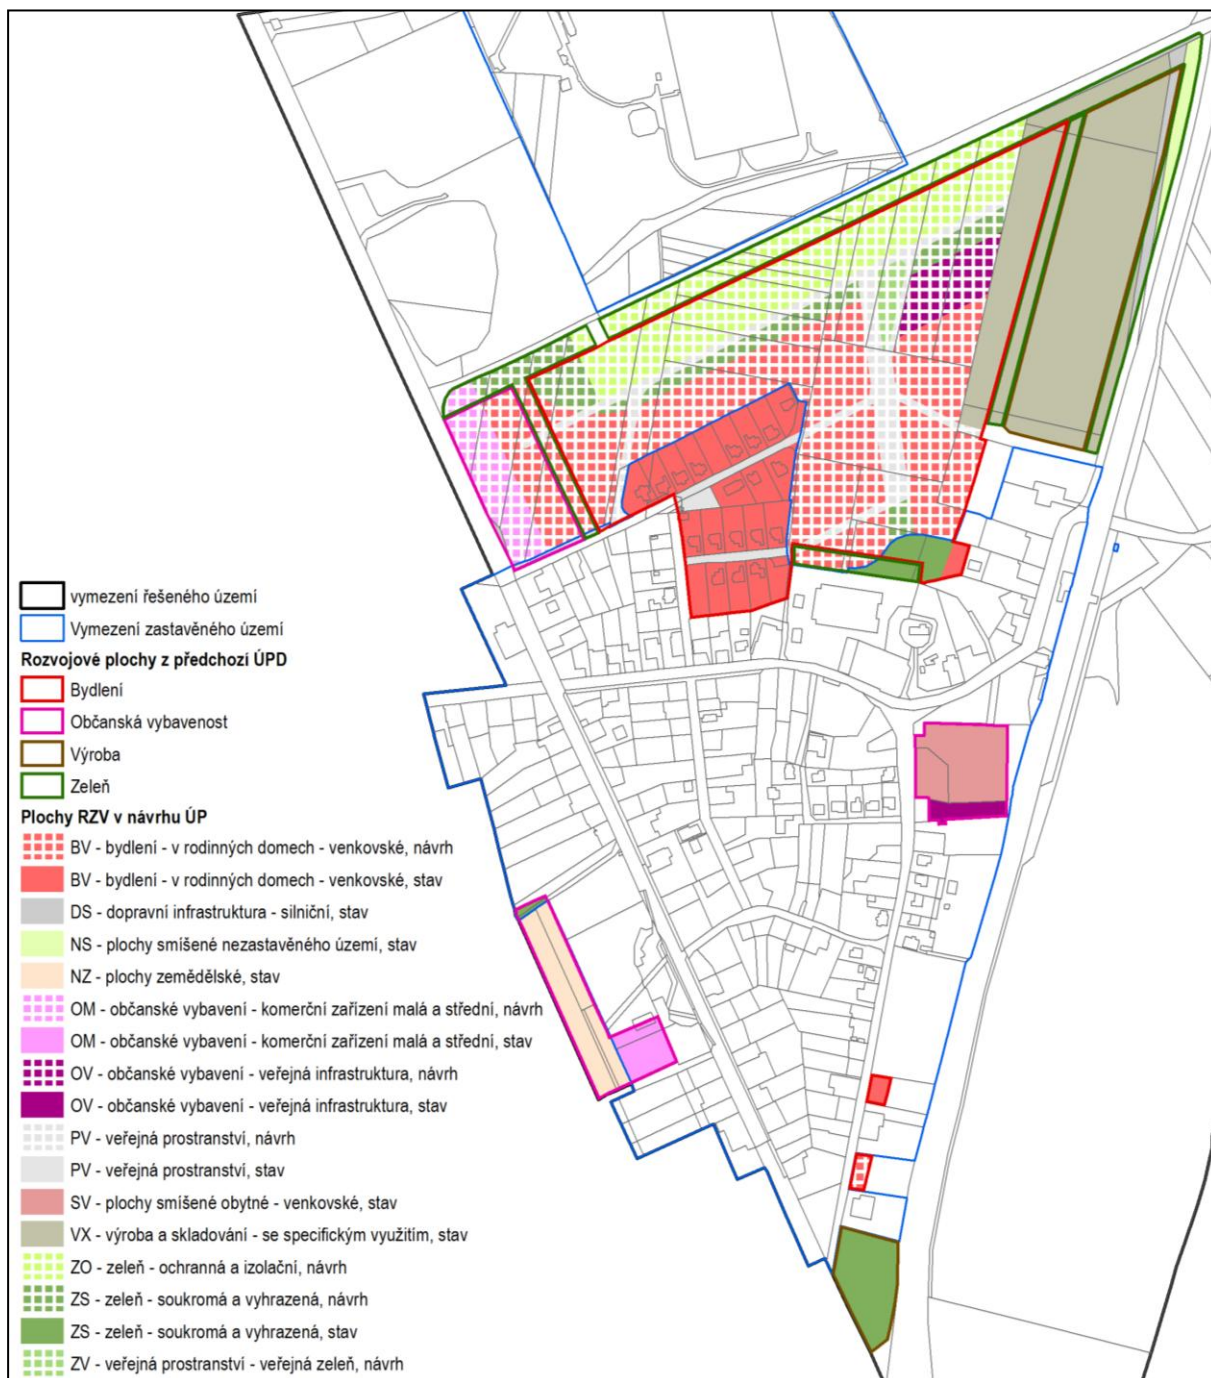 vymezení řešeného území
Vymezení zastavěného území
Rozvojové plochy z předchozí ÚPD
Bydlení
Občanská vybavenost
Výroba
Zeleň
Plochy RZV v návrhu ÚP
BV - bydlení - v rodinných domech - venkovské, návrh
BV - bydlení - v rodinných domech - venkovské, stav
DS - dopravní infrastruktura - silniční, stav
NS - plochy smíšené nezastavěného území, stav
NZ - plochy zemědělské, stav
OM - občanské vybavení - komerční zařízení malá a střední, návrh
OM - občanské vybavení - komerční zařízení malá a střední, stav
OV - občanské vybavení - veřejná infrastruktura, návrh
OV - občanské vybavení - veřejná infrastruktura, stav
PV - veřejná prostranství, návrh
PV - veřejná prostranství, stav
SV - plochy smíšené obytné - venkovské, stav
VX - výroba a skladování - se specifickým využitím, stav
ZO - zeleň - ochranná a izolační, návrh
ZS - zeleň - soukromá a vyhrazená, návrh
ZS - zeleň - soukromá a vyhrazená, stav
ZV - veřejná prostranství - veřejná zeleň, návrh